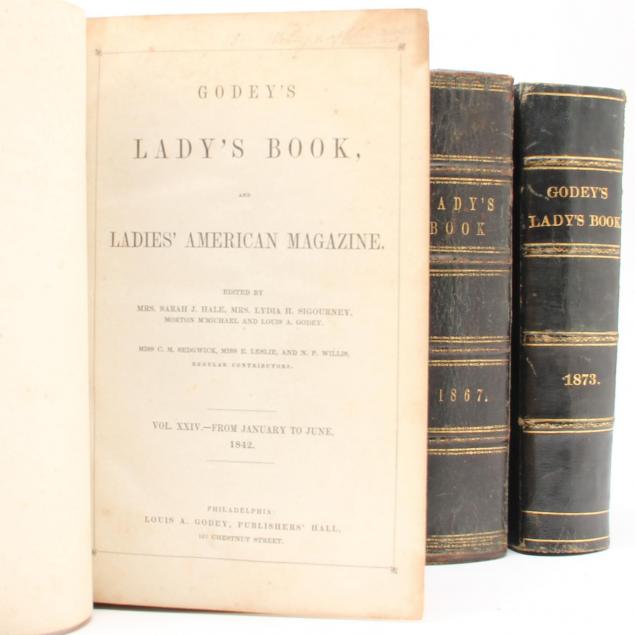 GODEY'S
LADY'S BOOK,
AND
LADIES' AMERICAN MAGAZINE.
EDITED BY
MRS. SARAH J. HALE, MRS. LYDIA H. SIGOURNEY,
MORTON M'MICHAEL AND LOUIS A. GODEY.
MISS C. M. SEDGWICK, MISS E. LESLIE, AND N. P. WILLIS,
REGULAR CONTRIBUTORS.
VOL. XXIV.—FROM JANUARY TO JUNE,
1842.
PHILADELPHIA:
LOUIS A. GODEY, PUBLISHERS' HALL,
101 CHESTNUT STREET.
ADY'S
BOOK
1867.
GODEY'S
LADY'S BOOK
1873.